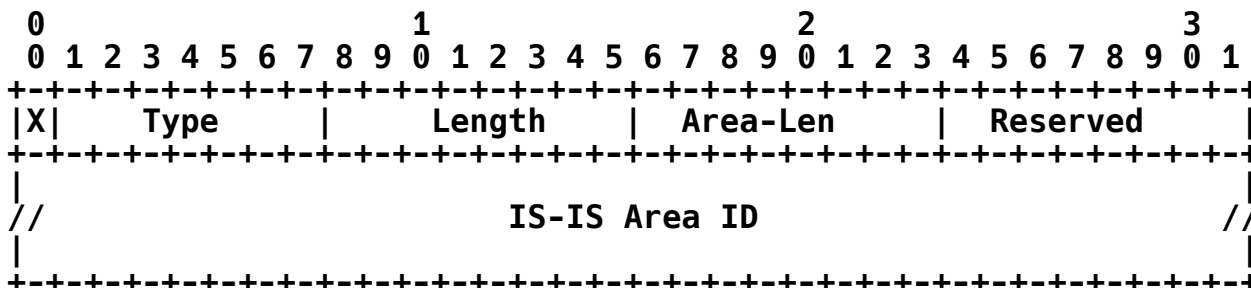 0                   1                   2                   3
 0 1 2 3 4 5 6 7 8 9 0 1 2 3 4 5 6 7 8 9 0 1 2 3 4 5 6 7 8 9 0 1
+-+-+-+-+-+-+-+-+-+-+-+-+-+-+-+-+-+-+-+-+-+-+-+-+-+-+-+-+-+-+-+-+
|X|    Type     |     Length    |  Area-Len     |  Reserved     |
+-+-+-+-+-+-+-+-+-+-+-+-+-+-+-+-+-+-+-+-+-+-+-+-+-+-+-+-+-+-+-+-+
|                                                               |
//                        IS-IS Area ID                        //
|                                                               |
+-+-+-+-+-+-+-+-+-+-+-+-+-+-+-+-+-+-+-+-+-+-+-+-+-+-+-+-+-+-+-+-+